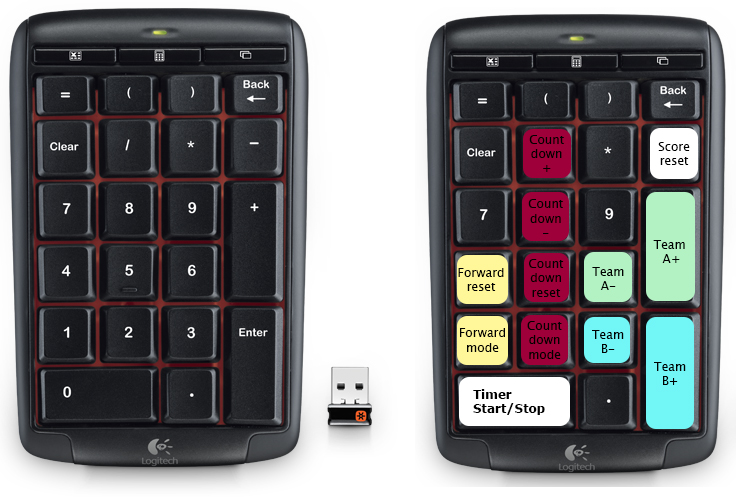 =
(
)
Back
←
Clear
/
*
−
7
8
9
+
4
5
6
1
2
3
Enter
0
.
Logitech
=
(
)
Back
←
Clear
Count
down
+
*
Score
reset
7
Count
down
-
9
Team
A+
Forward
reset
Count
down
reset
Team
A-
Forward
mode
Count
down
mode
Team
B-
Team
B+
Timer
Start/Stop
.
Logitech